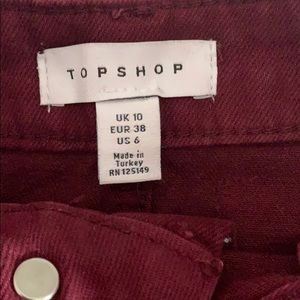 TOPSHOP
UK 10
EUR 38
US 6
Made in
Turkey
RN 125149